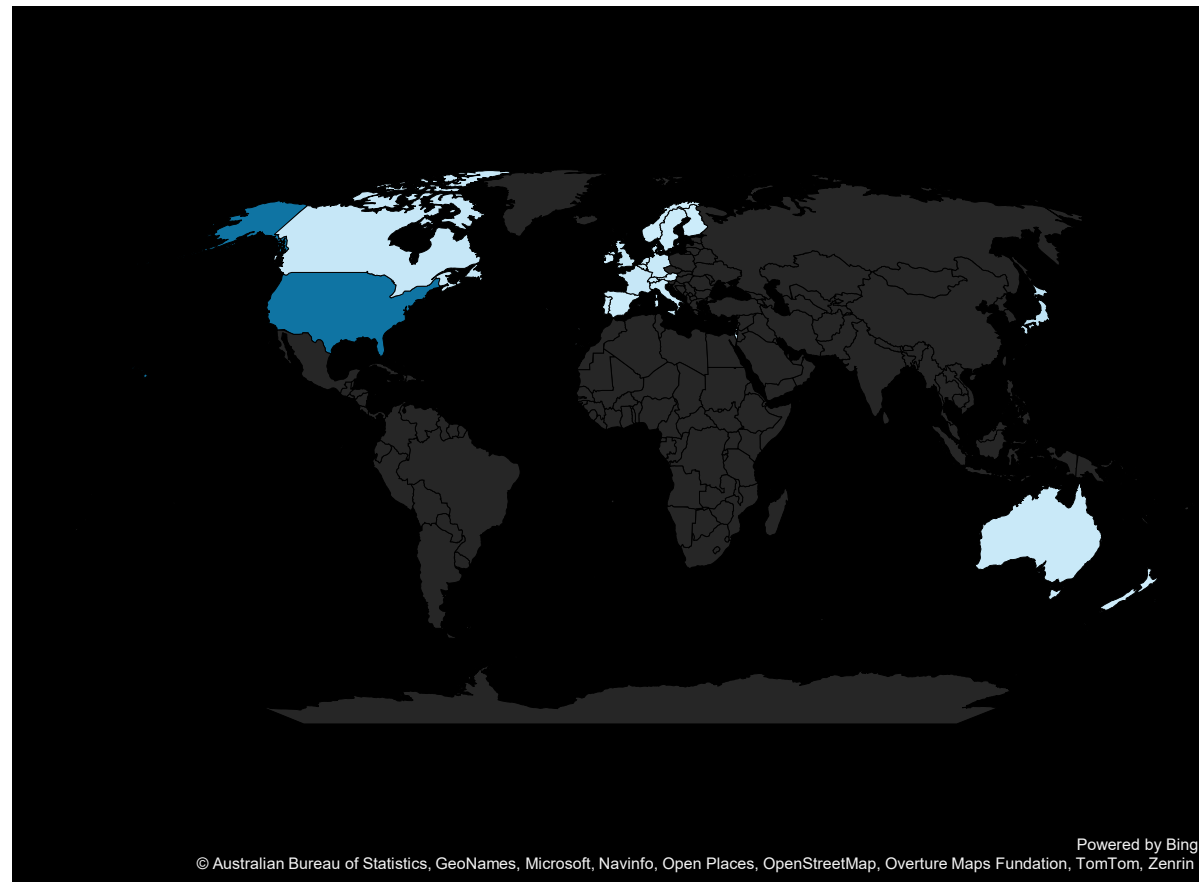 Powered by Bing
© Australian Bureau of Statistics, GeoNames, Microsoft, Navinfo, Open Places, OpenStreetMap, Overture Maps Fundation, TomTom, Zenrin